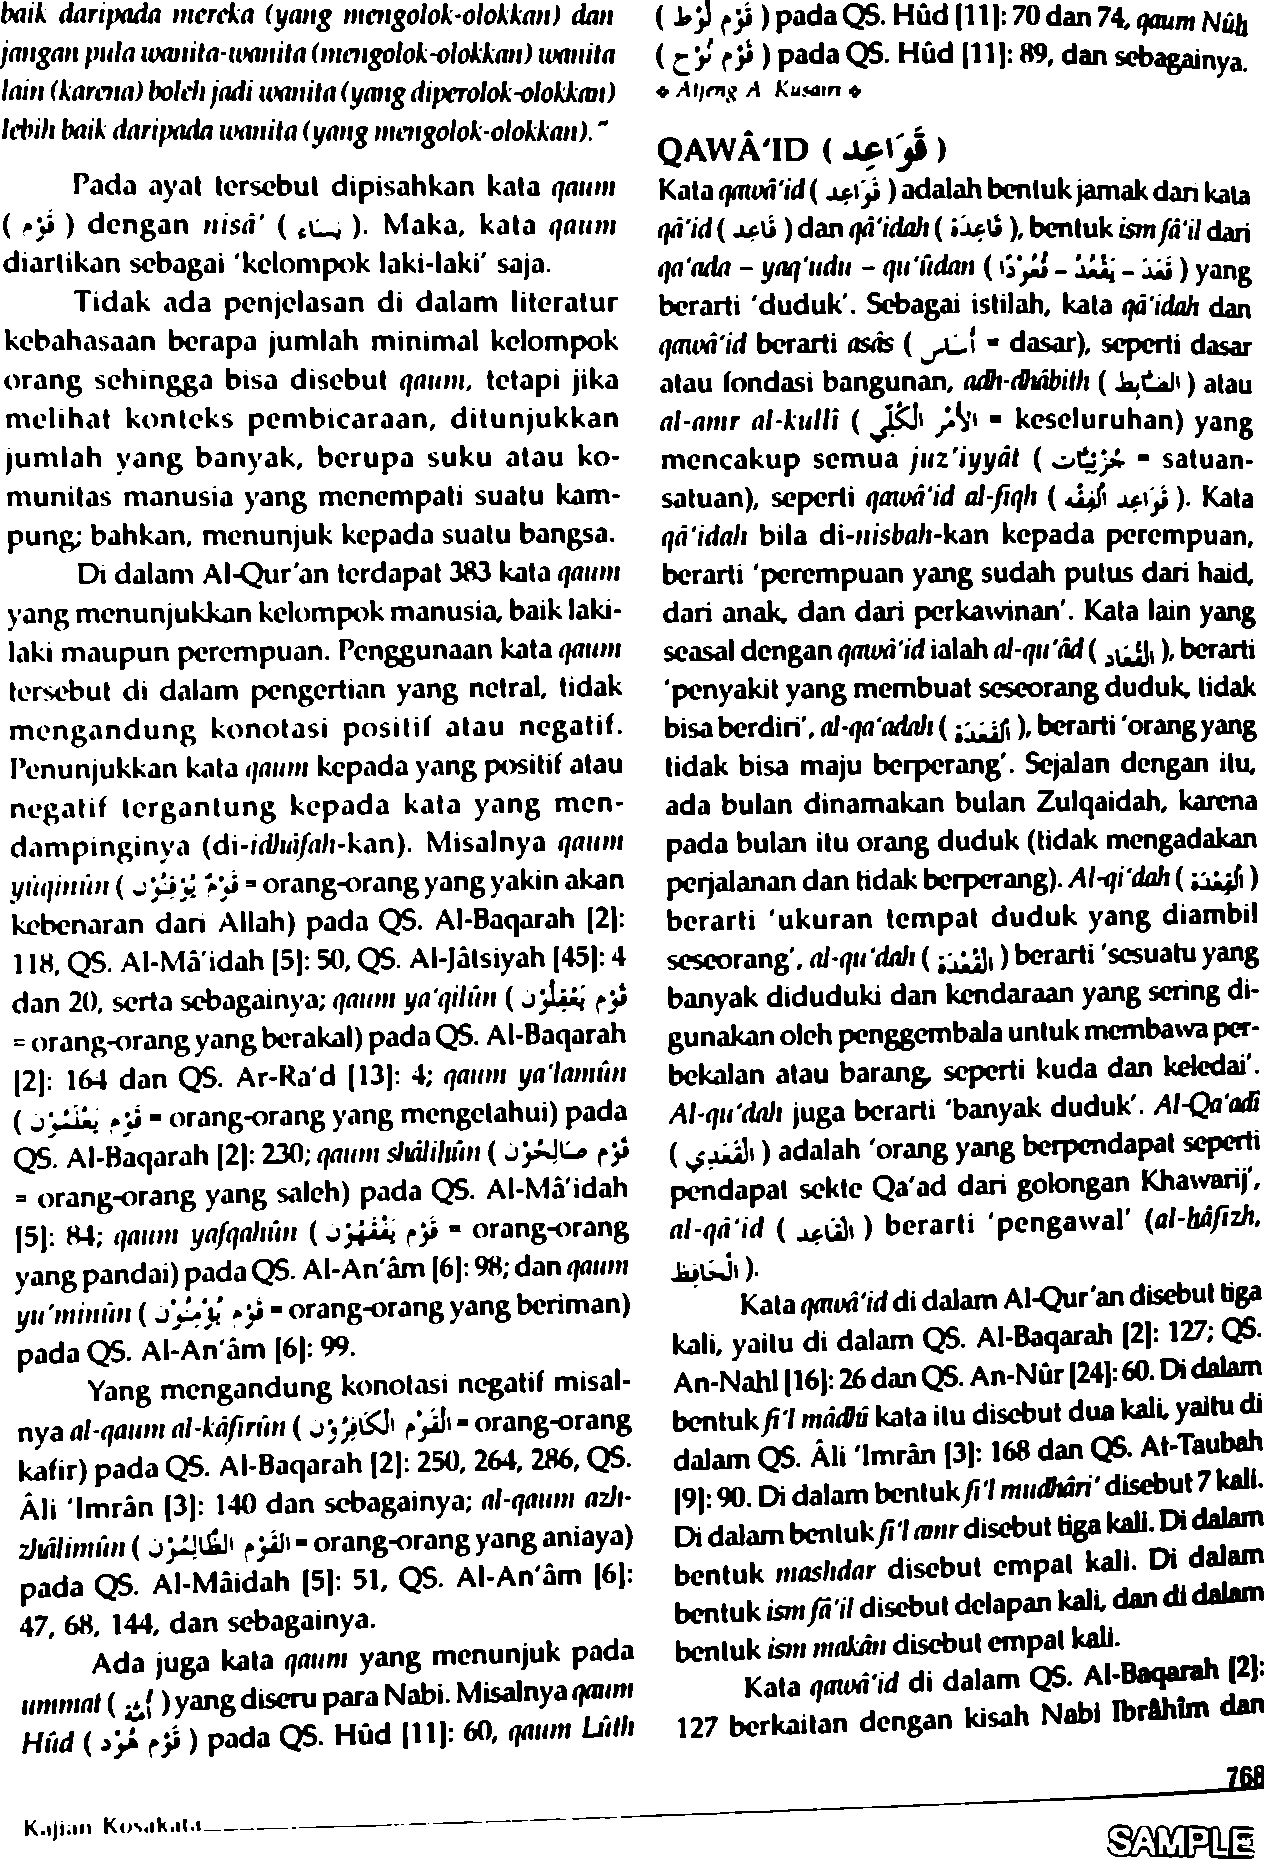 baik daripada mereka (yang mengolok-olokkan) dan
jangan pula wanita-wanita (mengolok-olokkan) wanita
lain (karena) boleh jadi wanita (yang diperolok-olokkan)
lebih baik daripada wanita (yang mengolok-olokkan)."
Pada ayat tersebut dipisahkan kata qaum
( قَوْم ) dengan nisâ' ( نِسَاء ). Maka, kata qaum
diartikan sebagai 'kelompok laki-laki' saja.
Tidak ada penjelasan di dalam literatur
kebahasaan berapa jumlah minimal kelompok
orang sehingga bisa disebut qaum, tetapi jika
melihat konteks pembicaraan, ditunjukkan
jumlah yang banyak, berupa suku atau ko-
munitas manusia yang menempati suatu kam-
pung; bahkan, menunjuk kepada suatu bangsa.
Di dalam Al-Qur'an terdapat 383 kata qaum
yang menunjukkan kelompok manusia, baik laki-
laki maupun perempuan. Penggunaan kata qaum
tersebut di dalam pengertian yang netral, tidak
mengandung konotasi positif atau negatif.
Penunjukkan kata qaum kepada yang positif atau
negatif tergantung kepada kata yang men-
dampinginya (di-idhâfah-kan). Misalnya qaum
yûqinûn ( قَوْمٌ يُوْقِنُوْن = orang-orang yang yakin akan
kebenaran dari Allah) pada QS. Al-Baqarah [2]:
118, QS. Al-Mâ'idah [5]: 50, QS. Al-Jâtsiyah [45]: 4
dan 20, serta sebagainya; qaum ya'qilûn ( قَوْم يَعْقِلُوْن
= orang-orang yang berakal) pada QS. Al-Baqarah
[2]: 164 dan QS. Ar-Ra'd [13]: 4; qaum ya'lamûn
( قَوْم يَعْلَمُوْن = orang-orang yang mengetahui) pada
QS. Al-Baqarah [2]: 230; qaum shâlihûn ( قَوْم صَالِحُوْن
= orang-orang yang saleh) pada QS. Al-Mâ'idah
[5]: 84; qaum yafqahûn ( قَوْم يَفْقَهُوْن = orang-orang
yang pandai) pada QS. Al-An'âm [6]: 98; dan qaum
yu'minûn ( قَوْم يُؤْمِنُوْن = orang-orang yang beriman)
pada QS. Al-An'âm [6]: 99.
Yang mengandung konotasi negatif misal-
nya al-qaum al-kâfirûn ( القَوْم الْكَافِرُوْن = orang-orang
kafir) pada QS. Al-Baqarah [2]: 250, 264, 286, QS.
Âli 'Imrân [3]: 140 dan sebagainya; al-qaum azh-
zhâlimûn ( القَوْم الظَّالِمُوْن = orang-orang yang aniaya)
pada QS. Al-Mâidah [5]: 51, QS. Al-An'âm [6]:
47, 68, 144, dan sebagainya.
Ada juga kata qaum yang menunjuk pada
ummat ( أُمَّة ) yang diseru para Nabi. Misalnya qaum
Hûd ( قَوْم هُوْد ) pada QS. Hûd [11]: 60, qaum Lûth
( قَوْم لُوْط ) pada QS. Hûd [11]: 70 dan 74, qaum Nûh
( قَوْم نُوْح ) pada QS. Hûd [11]: 89, dan sebagainya.
❖ Atjeng A Kusairi ❖
QAWÂ'ID ( قَوَاعِد )
Kata qawâ'id ( قَوَاعِد ) adalah bentuk jamak dari kata
qâ'id ( قَاعِد ) dan qâ'idah ( قَاعِدَة ), bentuk ism fâ'il dari
qa'ada – yaq'udu – qu'ûdan ( قَعَدَ – يَقْعُدُ – قُعُوْدًا ) yang
berarti 'duduk'. Sebagai istilah, kata qâ'idah dan
qawâ'id berarti asâs ( أَسَاس = dasar), seperti dasar
atau fondasi bangunan, adh-dhâbith ( الضَّابِط ) atau
al-amr al-kullî ( الأَمْر الْكُلِّي = keseluruhan) yang
mencakup semua juz'iyyât ( جُزْئِيَّات = satuan-
satuan), seperti qawâ'id al-fiqh ( قَوَاعِد الْفِقْه ). Kata
qâ'idah bila di-nisbah-kan kepada perempuan,
berarti 'perempuan yang sudah putus dari haid,
dari anak, dan dari perkawinan'. Kata lain yang
seasal dengan qawâ'id ialah al-qu'âd ( الْقُعَاد ), berarti
'penyakit yang membuat seseorang duduk, tidak
bisa berdiri', al-qa'adah ( الْقَعَدَة ), berarti 'orang yang
tidak bisa maju berperang'. Sejalan dengan itu,
ada bulan dinamakan bulan Zulqaidah, karena
pada bulan itu orang duduk (tidak mengadakan
perjalanan dan tidak berperang). Al-qi'dah ( الْقِعْدَة )
berarti 'ukuran tempat duduk yang diambil
seseorang', al-qu'dah ( الْقُعْدَة ) berarti 'sesuatu yang
banyak diduduki dan kendaraan yang sering di-
gunakan oleh penggembala untuk membawa per-
bekalan atau barang, seperti kuda dan keledai'.
Al-qu'dah juga berarti 'banyak duduk'. Al-Qa'adî
( الْقَعَدِي ) adalah 'orang yang berpendapat seperti
pendapat sekte Qa'ad dari golongan Khawarij',
al-qâ'id ( الْقَاعِد ) berarti 'pengawal' (al-hâfizh,
الْحَافِظ ).
Kata qawâ'id di dalam Al-Qur'an disebut tiga
kali, yaitu di dalam QS. Al-Baqarah [2]: 127; QS.
An-Nahl [16]: 26 dan QS. An-Nûr [24]: 60. Di dalam
bentuk fi'l mâdhî kata itu disebut dua kali, yaitu di
dalam QS. Âli 'Imrân [3]: 168 dan QS. At-Taubah
[9]: 90. Di dalam bentuk fi'l mudhâri' disebut 7 kali.
Di dalam bentuk fi'l amr disebut tiga kali. Di dalam
bentuk mashdar disebut empat kali. Di dalam
bentuk ism fâ'il disebut delapan kali, dan di dalam
bentuk ism makân disebut empat kali.
Kata qawâ'id di dalam QS. Al-Baqarah [2]:
127 berkaitan dengan kisah Nabi Ibrâhîm dan
768
Kajian Kosakata
SAMPLE